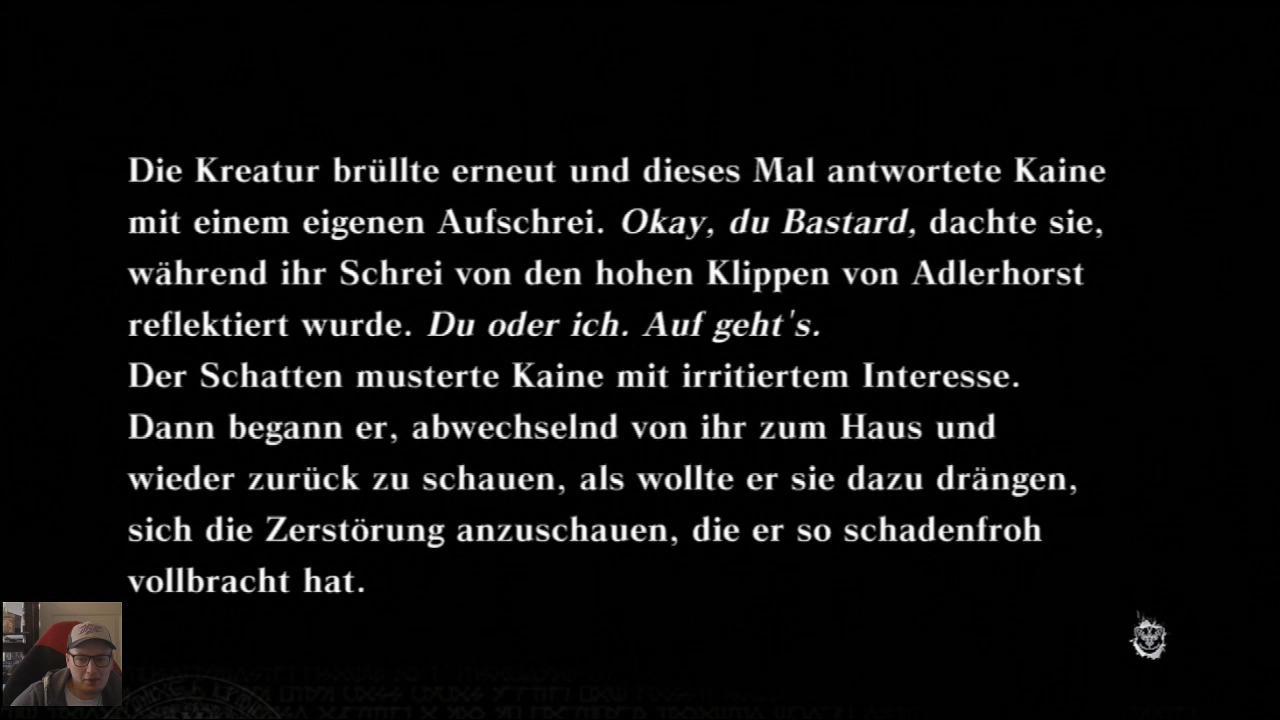 Die Kreatur brüllte erneut und dieses Mal antwortete Kaine
mit einem eigenen Aufschrei. Okay, du Bastard, dachte sie,
während ihr Schrei von den hohen Klippen von Adlerhorst
reflektiert wurde. Du oder ich. Auf geht's.
Der Schatten musterte Kaine mit irritiertem Interesse.
Dann begann er, abwechselnd von ihr zum Haus und
wieder zurück zu schauen, als wollte er sie dazu drängen,
sich die Zerstörung anzuschauen, die er so schadenfroh
vollbracht hat.